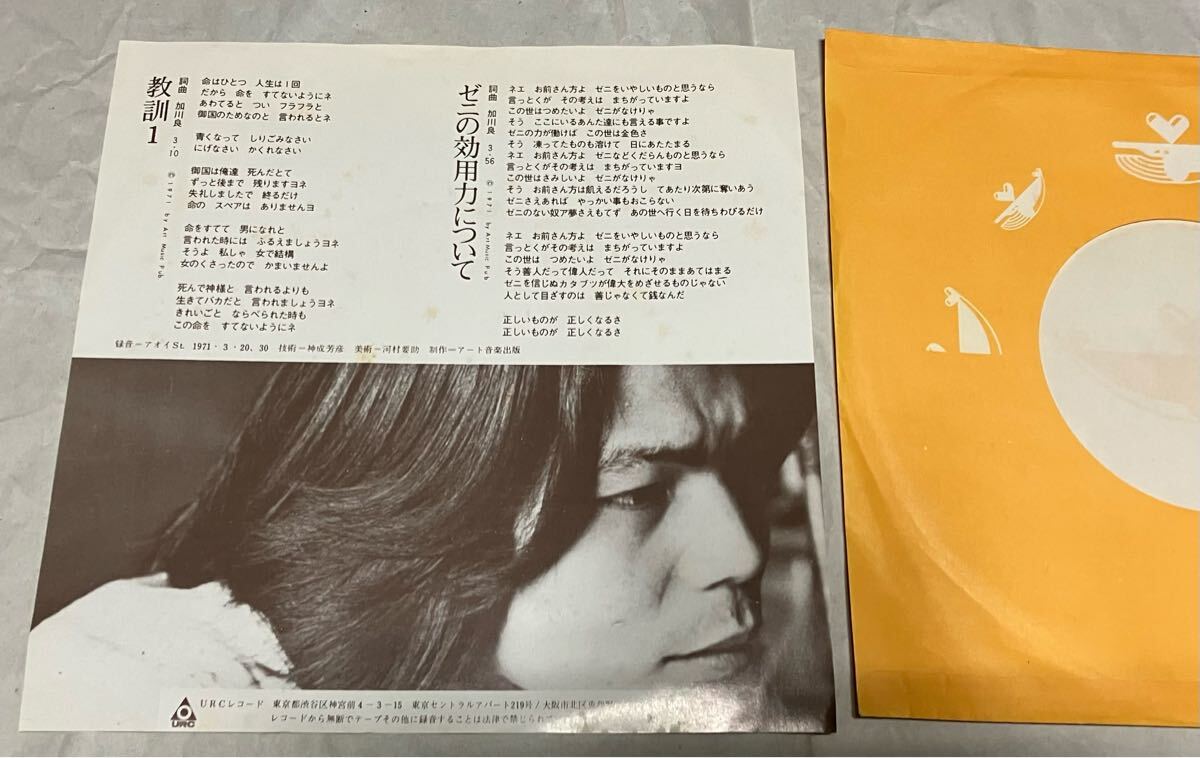 教訓1
詞曲 加川良 3:10 ©1971 by Art Music Pub
命はひとつ 人生は1回
だから 命を すてないようにネ
あわてると つい フラフラと
御国のためなのと 言われるとネ
青くなって しりごみなさい
にげなさい かくれなさい
御国は俺達 死んだとて
ずっと後まで 残りますヨネ
失礼しましたで 終るだけ
命の スペアは ありませんヨ
命をすてて 男になれと
言われた時には ふるえましょうヨネ
そうよ 私しゃ 女で結構
女のくさったので かまいませんよ
死んで神様と 言われるよりも
生きてバカだと 言われましょうヨネ
きれいごと ならべられた時も
この命を すてないようにネ
ゼニの効用力について
詞曲 加川良 3:56 ©1971 by Art Music Pub
ネエ お前さん方よ ゼニをいやしいものと思うなら
言っとくが その考えは まちがっていますよ
この世はつめたいよ ゼニがなけりゃ
そう ここにいるあんた達にも言える事ですよ
ゼニの力が働けば この世は金色さ
そう 凍ってたものも溶けて 日にあたたまる
ネエ お前さん方よ ゼニなどくだらんものと思うなら
言っとくがその考えは まちがっていますヨ
この世はさみしいよ ゼニがなけりゃ
そう お前さん方は飢えるだろうし てあたり次第に奪いあう
ゼニさえあれば やっかい事もおこらない
ゼニのない奴ア夢さえもてず あの世へ行く日を待ちわびるだけ
ネエ お前さん方よ ゼニをいやしいものと思うなら
言っとくがその考えは まちがっていますよ
この世は つめたいよ ゼニがなけりゃ
そう善人だって偉人だって それにそのままあてはまる
ゼニを信じぬカタブツが偉大をめざせるものじゃない
人として目ざすのは 善じゃなくて銭なんだ
正しいものが 正しくなるさ
正しいものが 正しくなるさ
録音=アオイSt. 1971・3・20、30 技術=神成芳彦 美術=河村要助 制作=アート音楽出版
URC
URCレコード 東京都渋谷区神宮前4-3-15 東京セントラルアパート219号/大阪市北区
レコードから無断でテープその他に録音することは法律で禁じられて